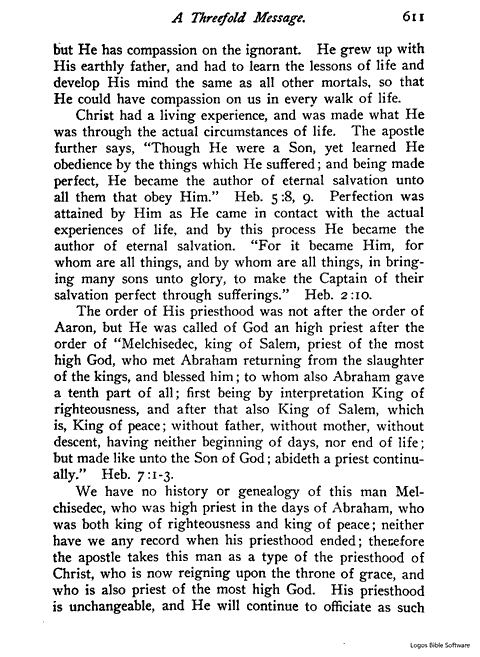 A Threefold Message. 611
but He has compassion on the ignorant. He grew up with
His earthly father, and had to learn the lessons of life and
develop His mind the same as all other mortals, so that
He could have compassion on us in every walk of life.
Christ had a living experience, and was made what He
was through the actual circumstances of life. The apostle
further says, "Though He were a Son, yet learned He
obedience by the things which He suffered; and being made
perfect, He became the author of eternal salvation unto
all them that obey Him." Heb. 5:8, 9. Perfection was
attained by Him as He came in contact with the actual
experiences of life, and by this process He became the
author of eternal salvation. "For it became Him, for
whom are all things, and by whom are all things, in bring-
ing many sons unto glory, to make the Captain of their
salvation perfect through sufferings." Heb. 2:10.
The order of His priesthood was not after the order of
Aaron, but He was called of God an high priest after the
order of "Melchisedec, king of Salem, priest of the most
high God, who met Abraham returning from the slaughter
of the kings, and blessed him; to whom also Abraham gave
a tenth part of all; first being by interpretation King of
righteousness, and after that also King of Salem, which
is, King of peace; without father, without mother, without
descent, having neither beginning of days, nor end of life;
but made like unto the Son of God; abideth a priest continu-
ally." Heb. 7:1-3.
We have no history or genealogy of this man Mel-
chisedec, who was high priest in the days of Abraham, who
was both king of righteousness and king of peace; neither
have we any record when his priesthood ended; therefore
the apostle takes this man as a type of the priesthood of
Christ, who is now reigning upon the throne of grace, and
who is also priest of the most high God. His priesthood
is unchangeable, and He will continue to officiate as such
Logos Bible Software